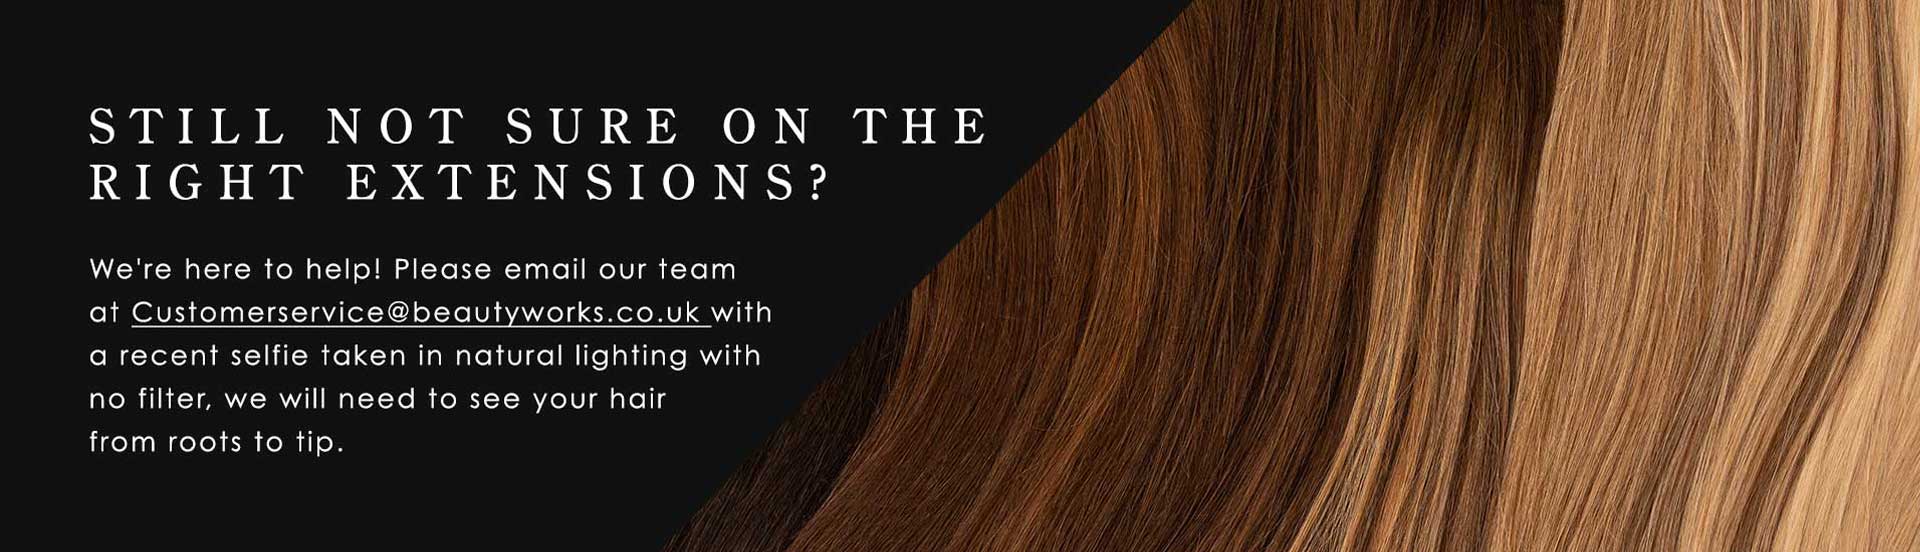 STILL NOT SURE ON THE
RIGHT EXTENSIONS?
We're here to help! Please email our team
at Customerservice@beautyworks.co.uk with
a recent selfie taken in natural lighting with
no filter, we will need to see your hair
from roots to tip.